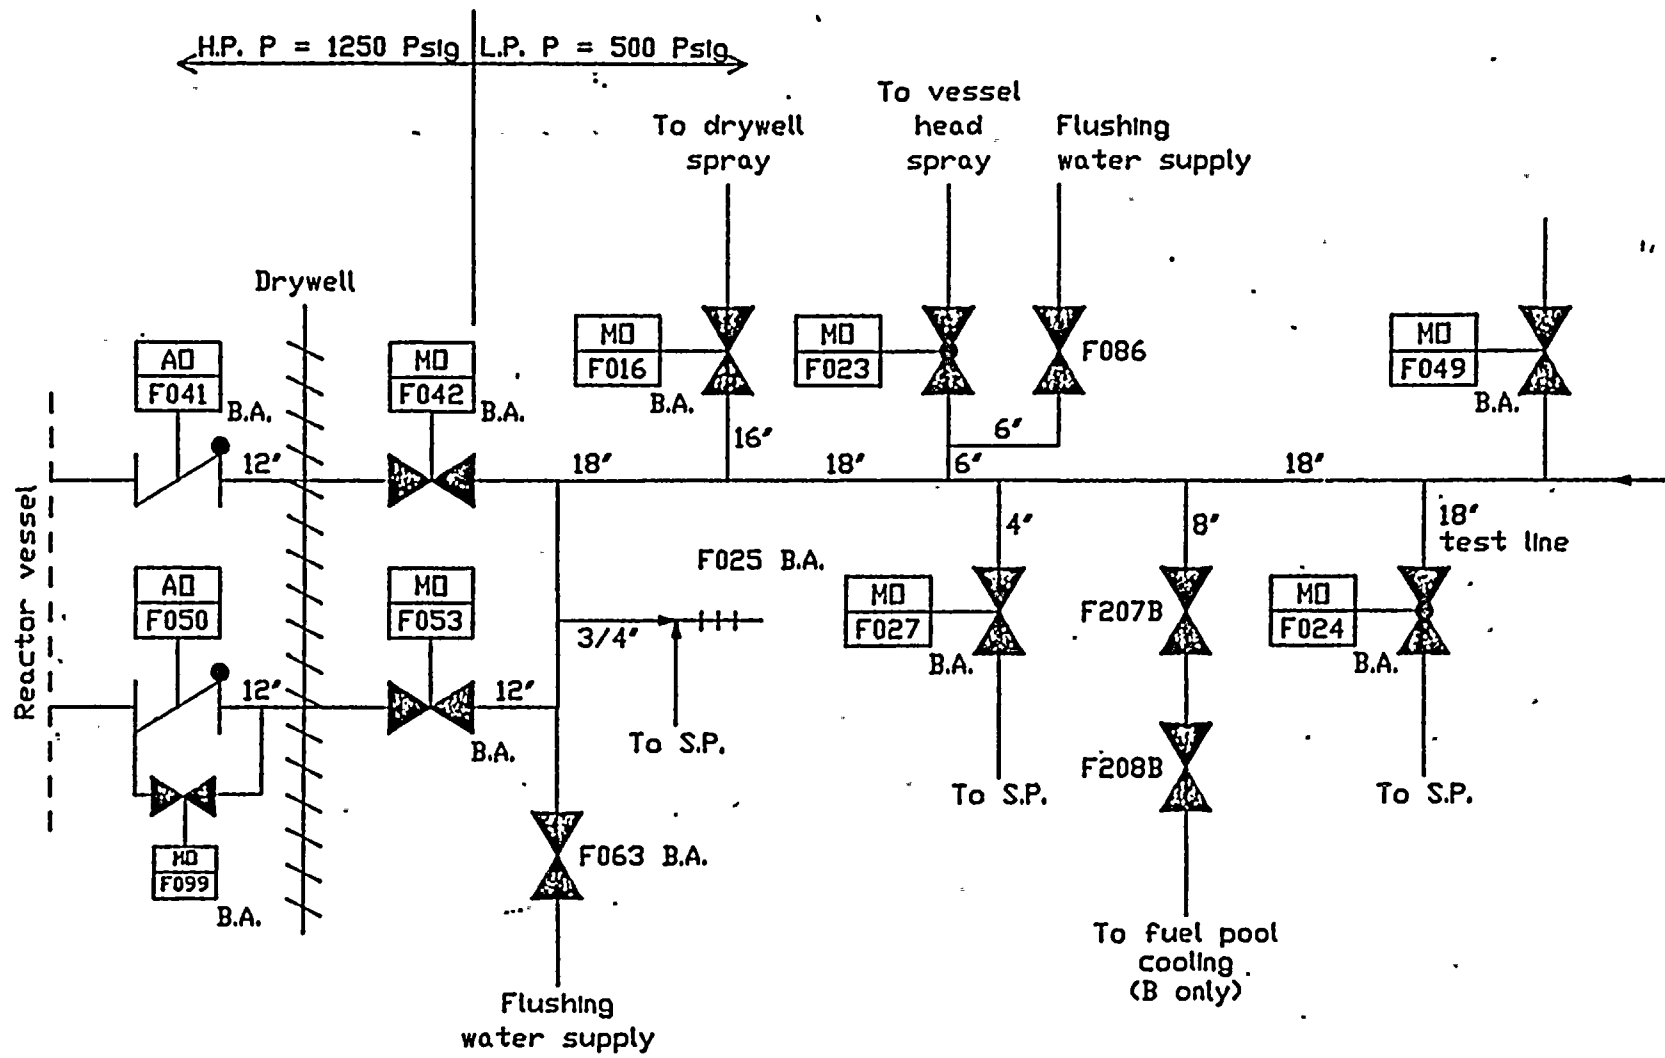 H.P. P = 1250 Psig
L.P. P = 500 Psig
To vessel
head
spray
To drywell
spray
Flushing
water supply
Drywell
AO
F041
B.A.
MO
F042
B.A.
MO
F016
B.A.
MO
F023
F086
MO
F049
B.A.
16"
6"
12"
18"
18"
6"
18"
Reactor vessel
4"
8"
18"
test line
F025 B.A.
AO
F050
MO
F053
MO
F027
B.A.
F207B
MO
F024
B.A.
3/4"
12"
12"
B.A.
To S.P.
F208B
To S.P.
To S.P.
MO
F099
B.A.
F063 B.A.
To fuel pool
cooling
(B only)
Flushing
water supply